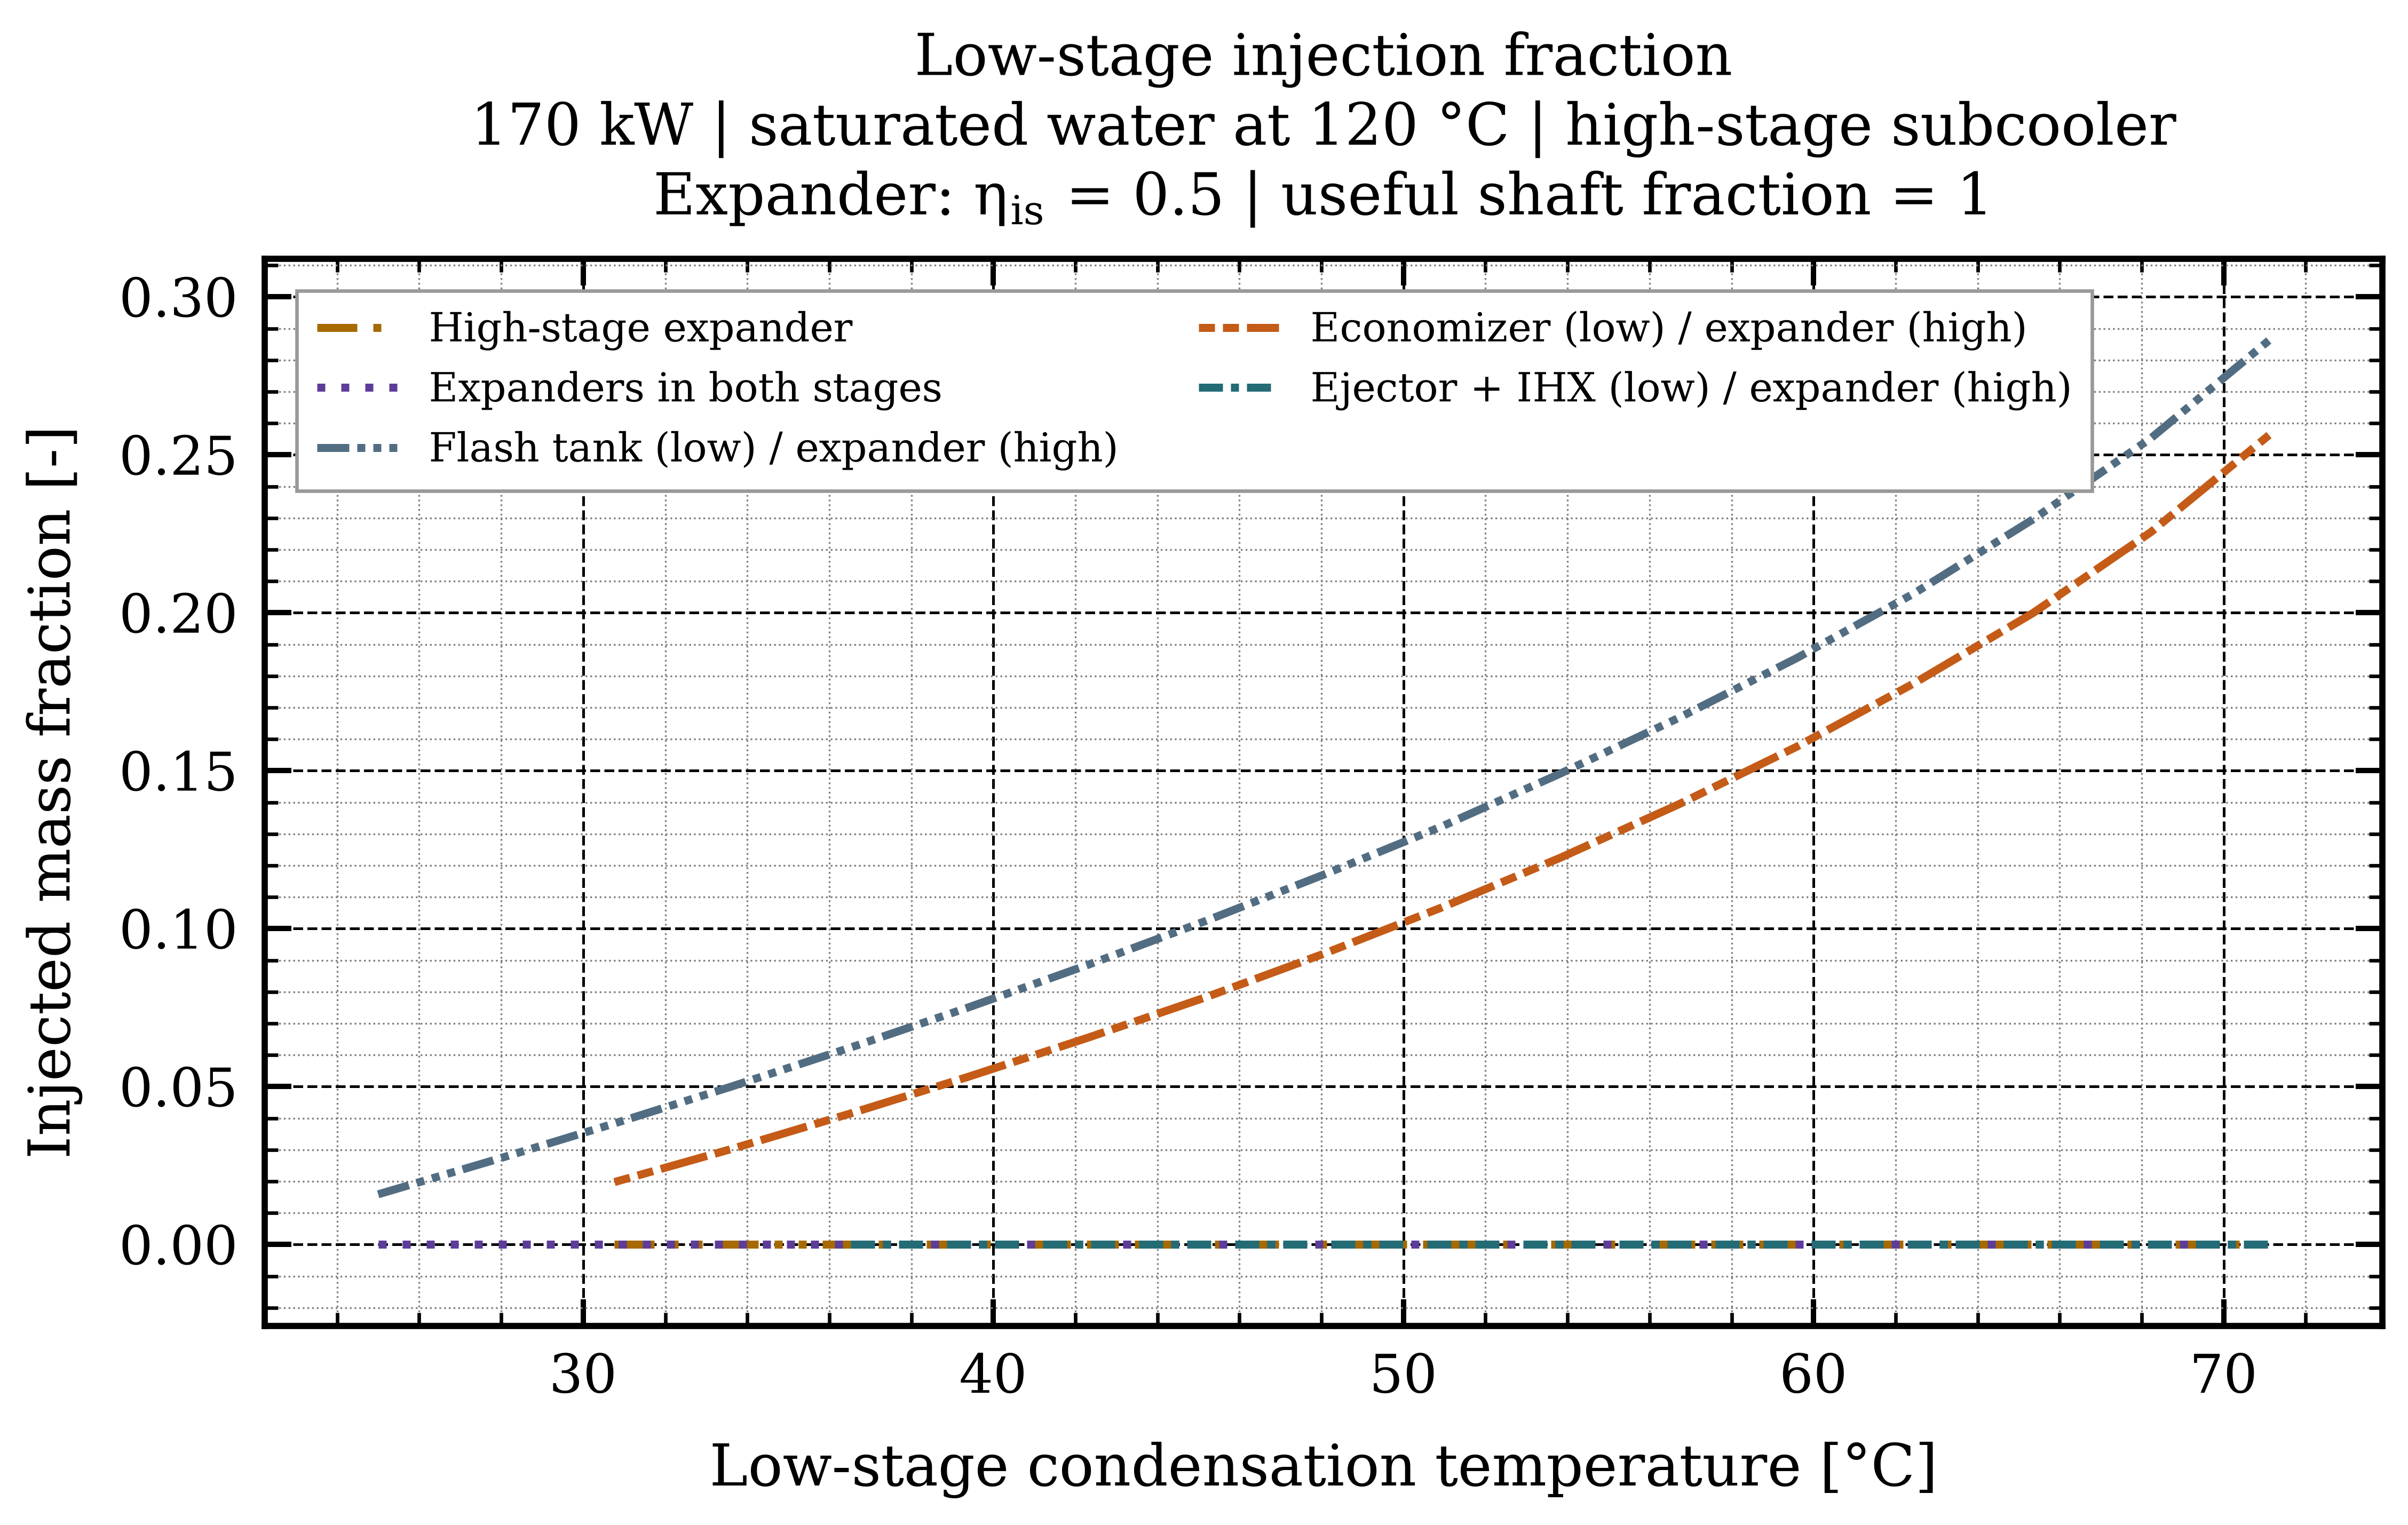 Low-stage injection fraction
170 kW | saturated water at 120 °C | high-stage subcooler
Expander: ηis = 0.5 | useful shaft fraction = 1
Injected mass fraction [-]
0.30
0.25
0.20
0.15
0.10
0.05
0.00
High-stage expander
Expanders in both stages
Flash tank (low) / expander (high)
Economizer (low) / expander (high)
Ejector + IHX (low) / expander (high)
30 40 50 60 70
Low-stage condensation temperature [°C]